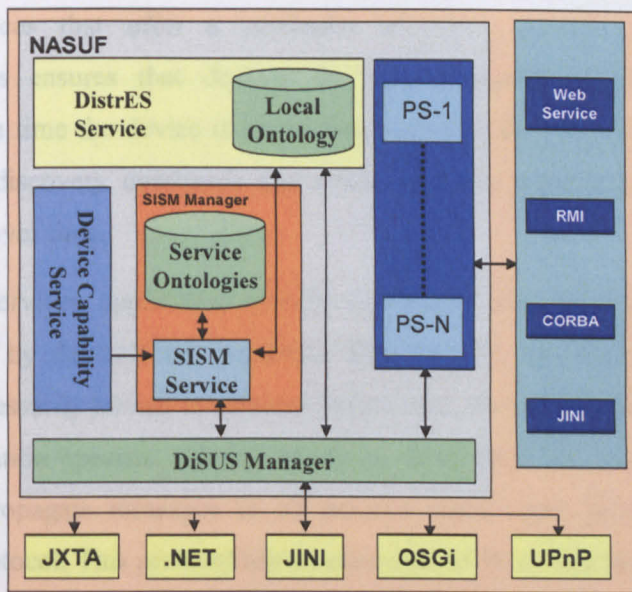 NASUF
DistrES
Service
Local
Ontology
PS-1
PS-N
Web
Service
RMI
CORBA
JINI
Device Capability
Service
SISM Manager
Service
Ontologies
SISM
Service
DiSUS Manager
JXTA
.NET
JINI
OSGi
UPnP